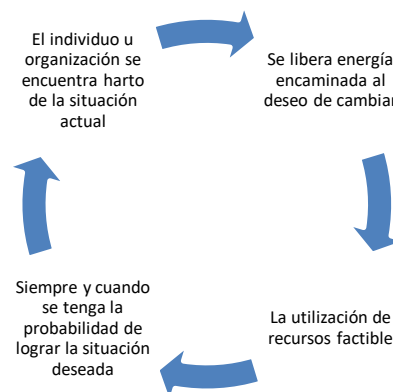 El individuo u
organización se
encuentra harto
de la situación
actual
Se libera energía
encaminada al
deseo de cambiar
La utilización de
recursos factible
Siempre y cuando
se tenga la
probabilidad de
lograr la situación
deseada